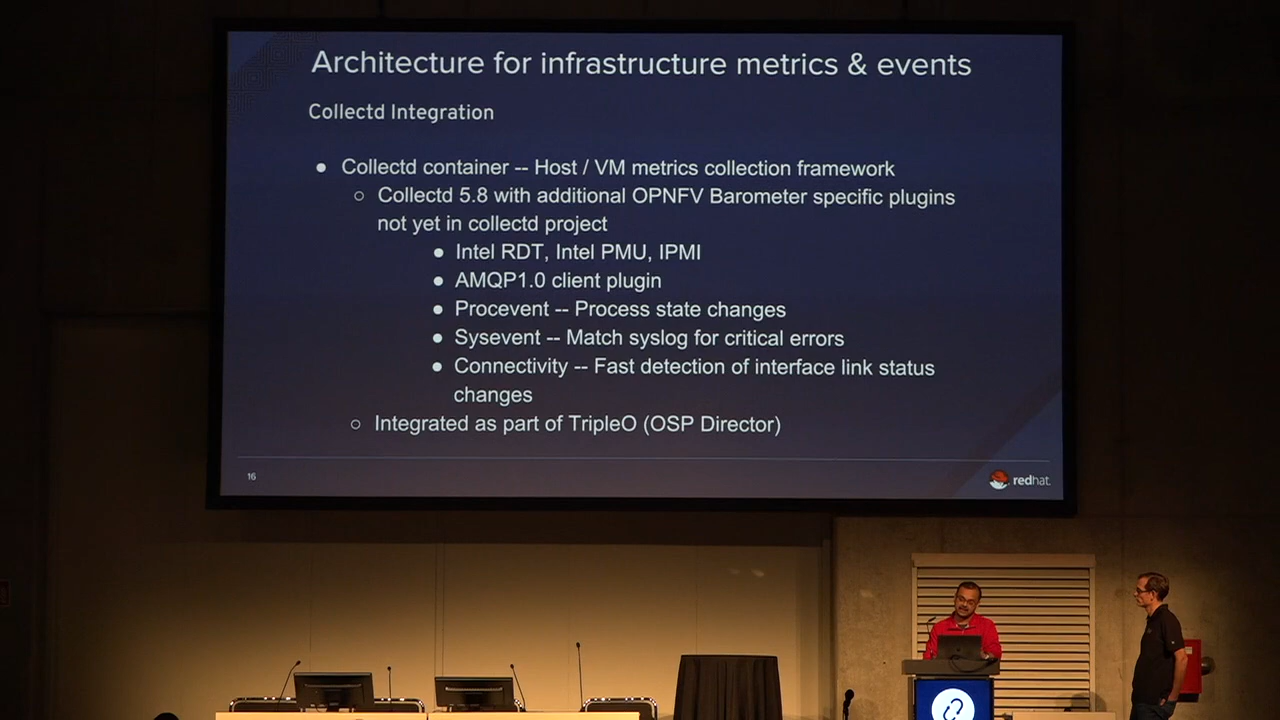 Architecture for infrastructure metrics & events
Collectd Integration
● Collectd container -- Host / VM metrics collection framework
○ Collectd 5.8 with additional OPNFV Barometer specific plugins
not yet in collectd project
● Intel RDT, Intel PMU, IPMI
● AMQP1.0 client plugin
● Procevent -- Process state changes
● Sysevent -- Match syslog for critical errors
● Connectivity -- Fast detection of interface link status
changes
○ Integrated as part of TripleO (OSP Director)
16
redhat.